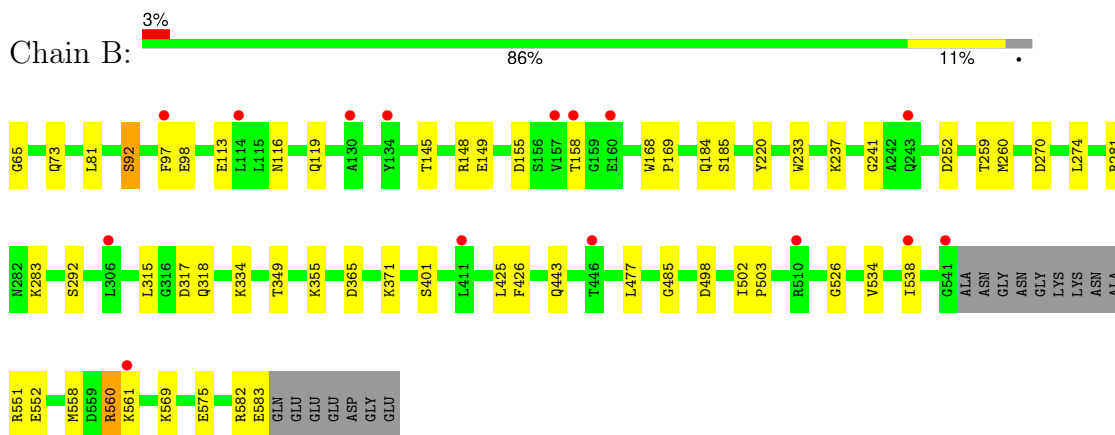 3%
Chain B:
86% 11% •
G65 Q73 L81 S92 F97 E98 E113 L114 L115 N116 Q119 A130 Y134 T145 R148 E149 D155 S156 V157 T158 G159 E160 W168 P169 Q184 S185 Y220 W233 K237 G241 A242 Q243 D252 T259 M260 D270 L274
N282 K283 S292 L306 L315 G316 D317 Q318 K334 T349 K355 D365 K371 S401 L411 L425 F426 Q443 T446 L477 G485 D498 I502 P503 R510 G526 V534 I538 G541 ALA ASN GLY ASN GLY LYS LYS ASN ALA
R551 E552 M558 D559 R560 K561 K569 E575 R582 E583 GLN GLU GLU GLU ASP GLY GLU